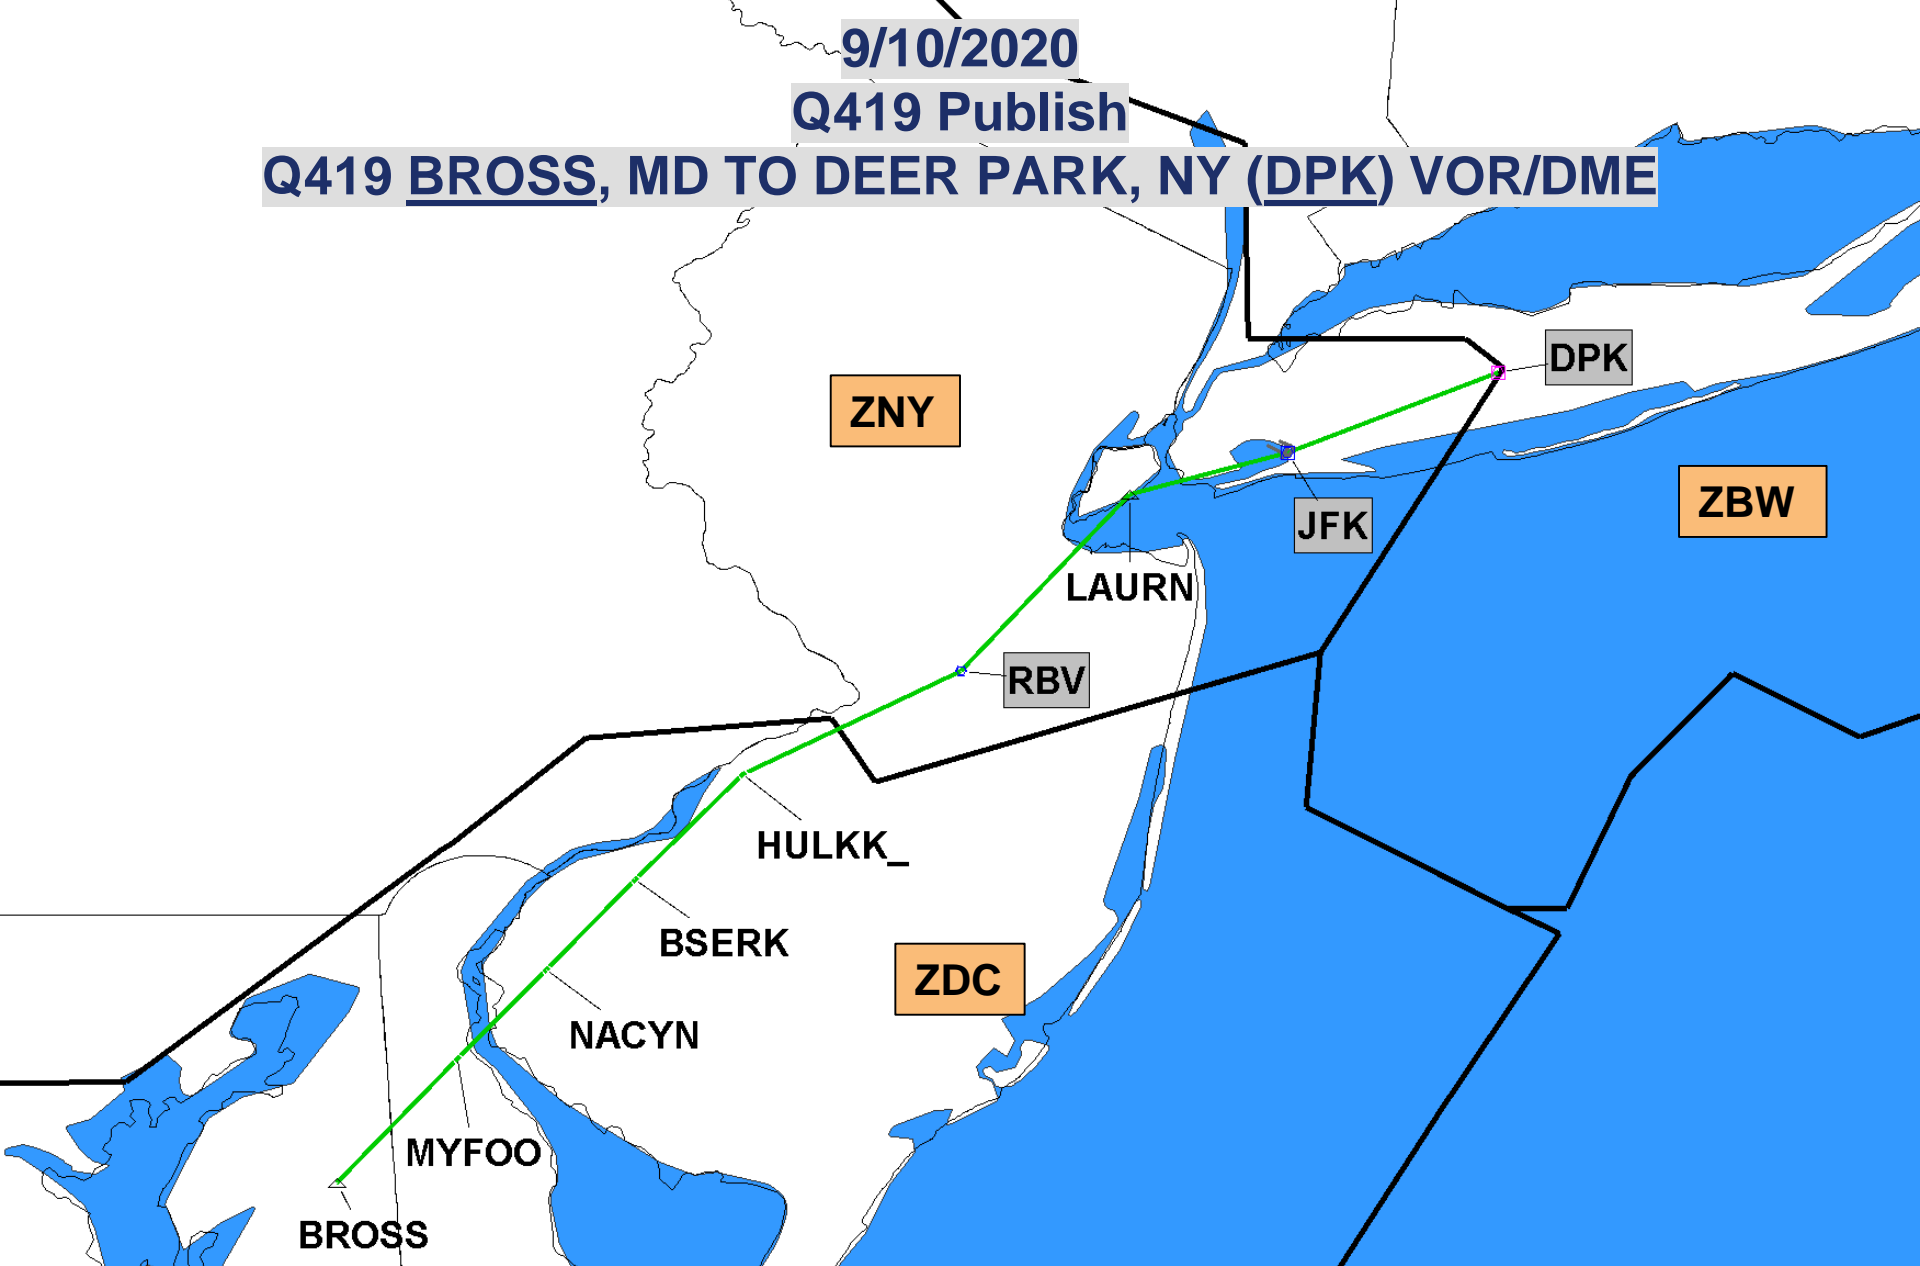 9/10/2020
Q419 Publish
Q419 BROSS, MD TO DEER PARK, NY (DPK) VOR/DME
DPK
ZNY
ZBW
JFK
LAURN
RBV
HULKK_
BSERK
ZDC
NACYN
MYFOO
BROSS